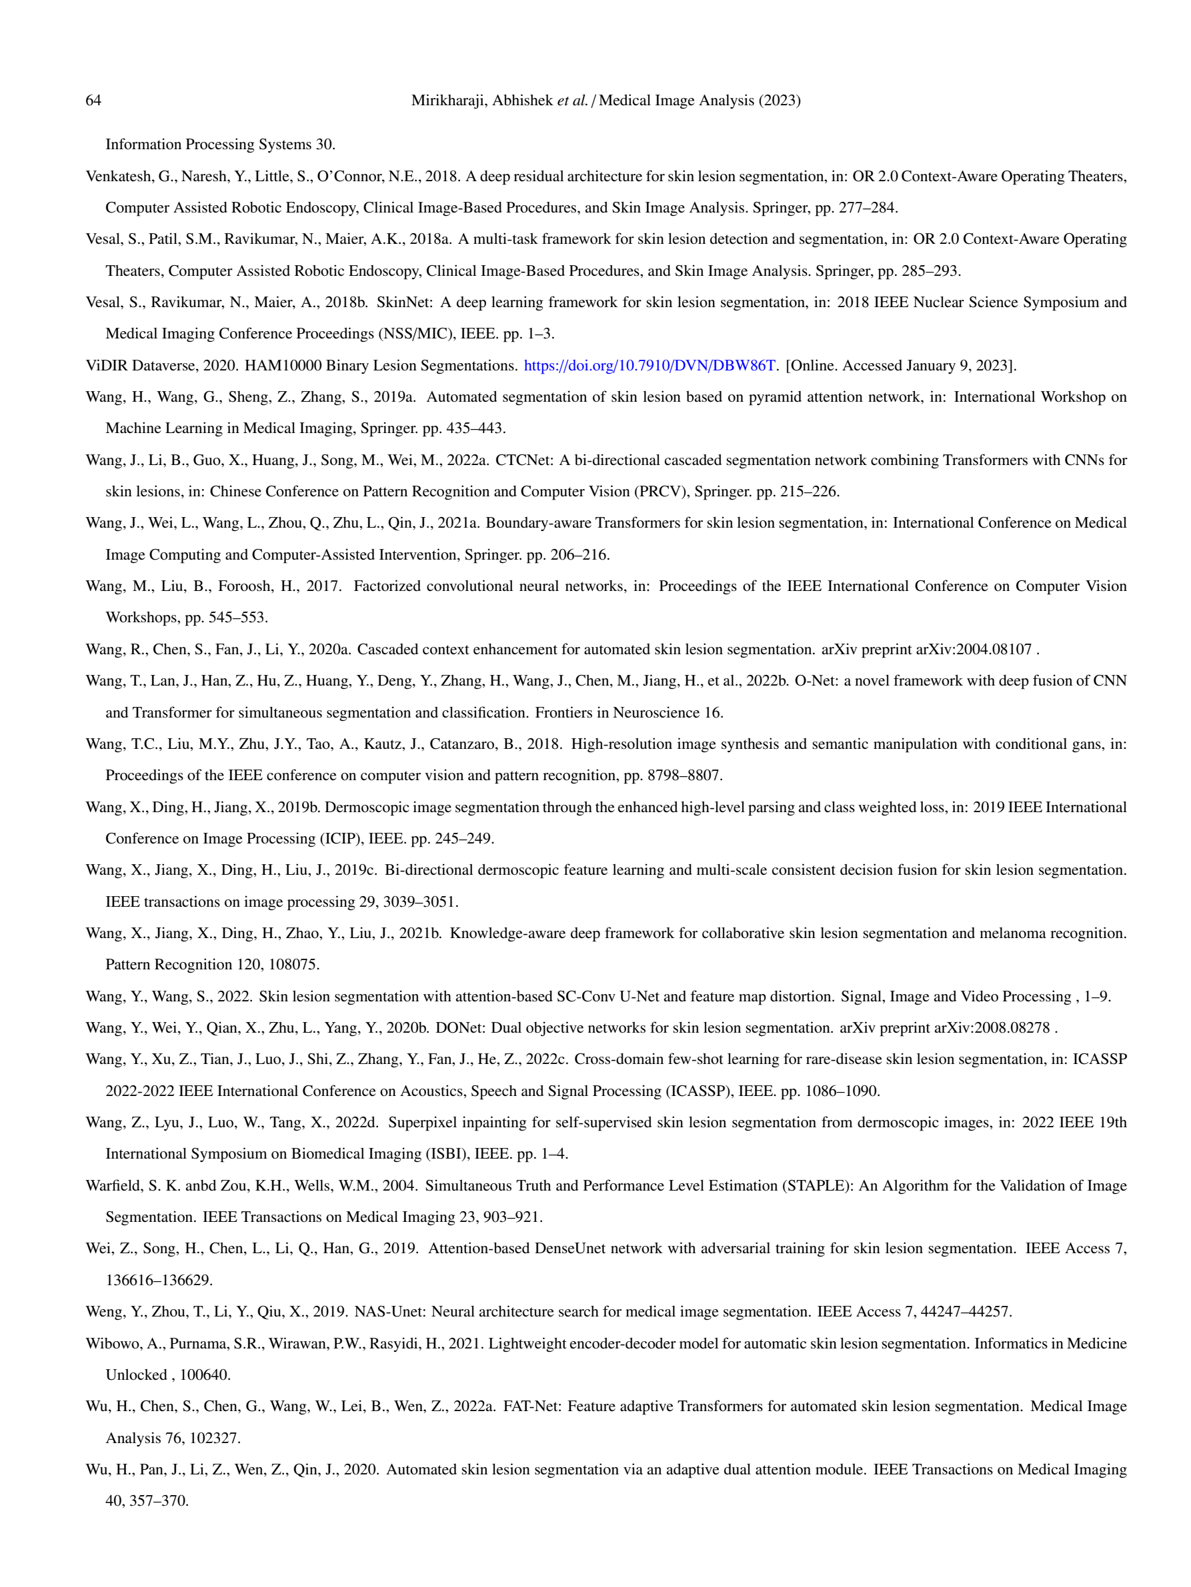 64
Mirikharaji, Abhishek et al. / Medical Image Analysis (2023)
Information Processing Systems 30.
Venkatesh, G., Naresh, Y., Little, S., O’Connor, N.E., 2018. A deep residual architecture for skin lesion segmentation, in: OR 2.0 Context-Aware Operating Theaters,
Computer Assisted Robotic Endoscopy, Clinical Image-Based Procedures, and Skin Image Analysis. Springer, pp. 277–284.
Vesal, S., Patil, S.M., Ravikumar, N., Maier, A.K., 2018a. A multi-task framework for skin lesion detection and segmentation, in: OR 2.0 Context-Aware Operating
Theaters, Computer Assisted Robotic Endoscopy, Clinical Image-Based Procedures, and Skin Image Analysis. Springer, pp. 285–293.
Vesal, S., Ravikumar, N., Maier, A., 2018b. SkinNet: A deep learning framework for skin lesion segmentation, in: 2018 IEEE Nuclear Science Symposium and
Medical Imaging Conference Proceedings (NSS/MIC), IEEE. pp. 1–3.
ViDIR Dataverse, 2020. HAM10000 Binary Lesion Segmentations. https://doi.org/10.7910/DVN/DBW86T. [Online. Accessed January 9, 2023].
Wang, H., Wang, G., Sheng, Z., Zhang, S., 2019a. Automated segmentation of skin lesion based on pyramid attention network, in: International Workshop on
Machine Learning in Medical Imaging, Springer. pp. 435–443.
Wang, J., Li, B., Guo, X., Huang, J., Song, M., Wei, M., 2022a. CTCNet: A bi-directional cascaded segmentation network combining Transformers with CNNs for
skin lesions, in: Chinese Conference on Pattern Recognition and Computer Vision (PRCV), Springer. pp. 215–226.
Wang, J., Wei, L., Wang, L., Zhou, Q., Zhu, L., Qin, J., 2021a. Boundary-aware Transformers for skin lesion segmentation, in: International Conference on Medical
Image Computing and Computer-Assisted Intervention, Springer. pp. 206–216.
Wang, M., Liu, B., Foroosh, H., 2017. Factorized convolutional neural networks, in: Proceedings of the IEEE International Conference on Computer Vision
Workshops, pp. 545–553.
Wang, R., Chen, S., Fan, J., Li, Y., 2020a. Cascaded context enhancement for automated skin lesion segmentation. arXiv preprint arXiv:2004.08107 .
Wang, T., Lan, J., Han, Z., Hu, Z., Huang, Y., Deng, Y., Zhang, H., Wang, J., Chen, M., Jiang, H., et al., 2022b. O-Net: a novel framework with deep fusion of CNN
and Transformer for simultaneous segmentation and classification. Frontiers in Neuroscience 16.
Wang, T.C., Liu, M.Y., Zhu, J.Y., Tao, A., Kautz, J., Catanzaro, B., 2018. High-resolution image synthesis and semantic manipulation with conditional gans, in:
Proceedings of the IEEE conference on computer vision and pattern recognition, pp. 8798–8807.
Wang, X., Ding, H., Jiang, X., 2019b. Dermoscopic image segmentation through the enhanced high-level parsing and class weighted loss, in: 2019 IEEE International
Conference on Image Processing (ICIP), IEEE. pp. 245–249.
Wang, X., Jiang, X., Ding, H., Liu, J., 2019c. Bi-directional dermoscopic feature learning and multi-scale consistent decision fusion for skin lesion segmentation.
IEEE transactions on image processing 29, 3039–3051.
Wang, X., Jiang, X., Ding, H., Zhao, Y., Liu, J., 2021b. Knowledge-aware deep framework for collaborative skin lesion segmentation and melanoma recognition.
Pattern Recognition 120, 108075.
Wang, Y., Wang, S., 2022. Skin lesion segmentation with attention-based SC-Conv U-Net and feature map distortion. Signal, Image and Video Processing , 1–9.
Wang, Y., Wei, Y., Qian, X., Zhu, L., Yang, Y., 2020b. DONet: Dual objective networks for skin lesion segmentation. arXiv preprint arXiv:2008.08278 .
Wang, Y., Xu, Z., Tian, J., Luo, J., Shi, Z., Zhang, Y., Fan, J., He, Z., 2022c. Cross-domain few-shot learning for rare-disease skin lesion segmentation, in: ICASSP
2022-2022 IEEE International Conference on Acoustics, Speech and Signal Processing (ICASSP), IEEE. pp. 1086–1090.
Wang, Z., Lyu, J., Luo, W., Tang, X., 2022d. Superpixel inpainting for self-supervised skin lesion segmentation from dermoscopic images, in: 2022 IEEE 19th
International Symposium on Biomedical Imaging (ISBI), IEEE. pp. 1–4.
Warfield, S. K. anbd Zou, K.H., Wells, W.M., 2004. Simultaneous Truth and Performance Level Estimation (STAPLE): An Algorithm for the Validation of Image
Segmentation. IEEE Transactions on Medical Imaging 23, 903–921.
Wei, Z., Song, H., Chen, L., Li, Q., Han, G., 2019. Attention-based DenseUnet network with adversarial training for skin lesion segmentation. IEEE Access 7,
136616–136629.
Weng, Y., Zhou, T., Li, Y., Qiu, X., 2019. NAS-Unet: Neural architecture search for medical image segmentation. IEEE Access 7, 44247–44257.
Wibowo, A., Purnama, S.R., Wirawan, P.W., Rasyidi, H., 2021. Lightweight encoder-decoder model for automatic skin lesion segmentation. Informatics in Medicine
Unlocked , 100640.
Wu, H., Chen, S., Chen, G., Wang, W., Lei, B., Wen, Z., 2022a. FAT-Net: Feature adaptive Transformers for automated skin lesion segmentation. Medical Image
Analysis 76, 102327.
Wu, H., Pan, J., Li, Z., Wen, Z., Qin, J., 2020. Automated skin lesion segmentation via an adaptive dual attention module. IEEE Transactions on Medical Imaging
40, 357–370.